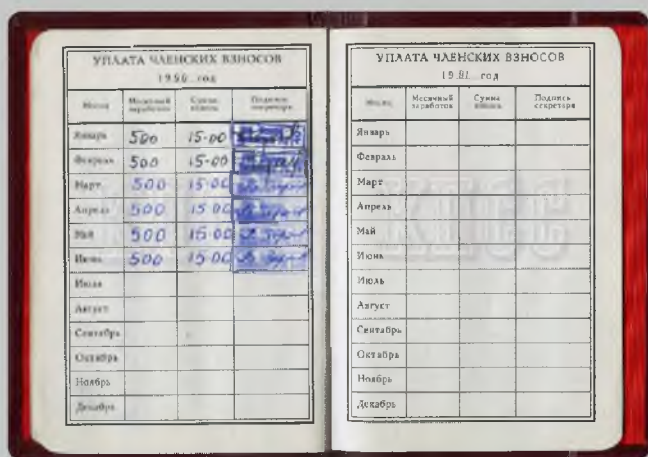 УПЛАТА ЧЛЕНСКИХ ВЗНОСОВ
1990 год
Месяц Месячный заработок Сумма взноса Подпись секретаря
Январь 500 15-00
Февраль 500 15-00
Март 500 15-00
Апрель 500 15 00
Май 500 15-00
Июнь 500 15-00
Июль
Август
Сентябрь
Октябрь
Ноябрь
Декабрь
УПЛАТА ЧЛЕНСКИХ ВЗНОСОВ
1991 год
Месяц Месячный заработок Сумма взноса Подпись секретаря
Январь
Февраль
Март
Апрель
Май
Июнь
Июль
Август
Сентябрь
Октябрь
Ноябрь
Декабрь